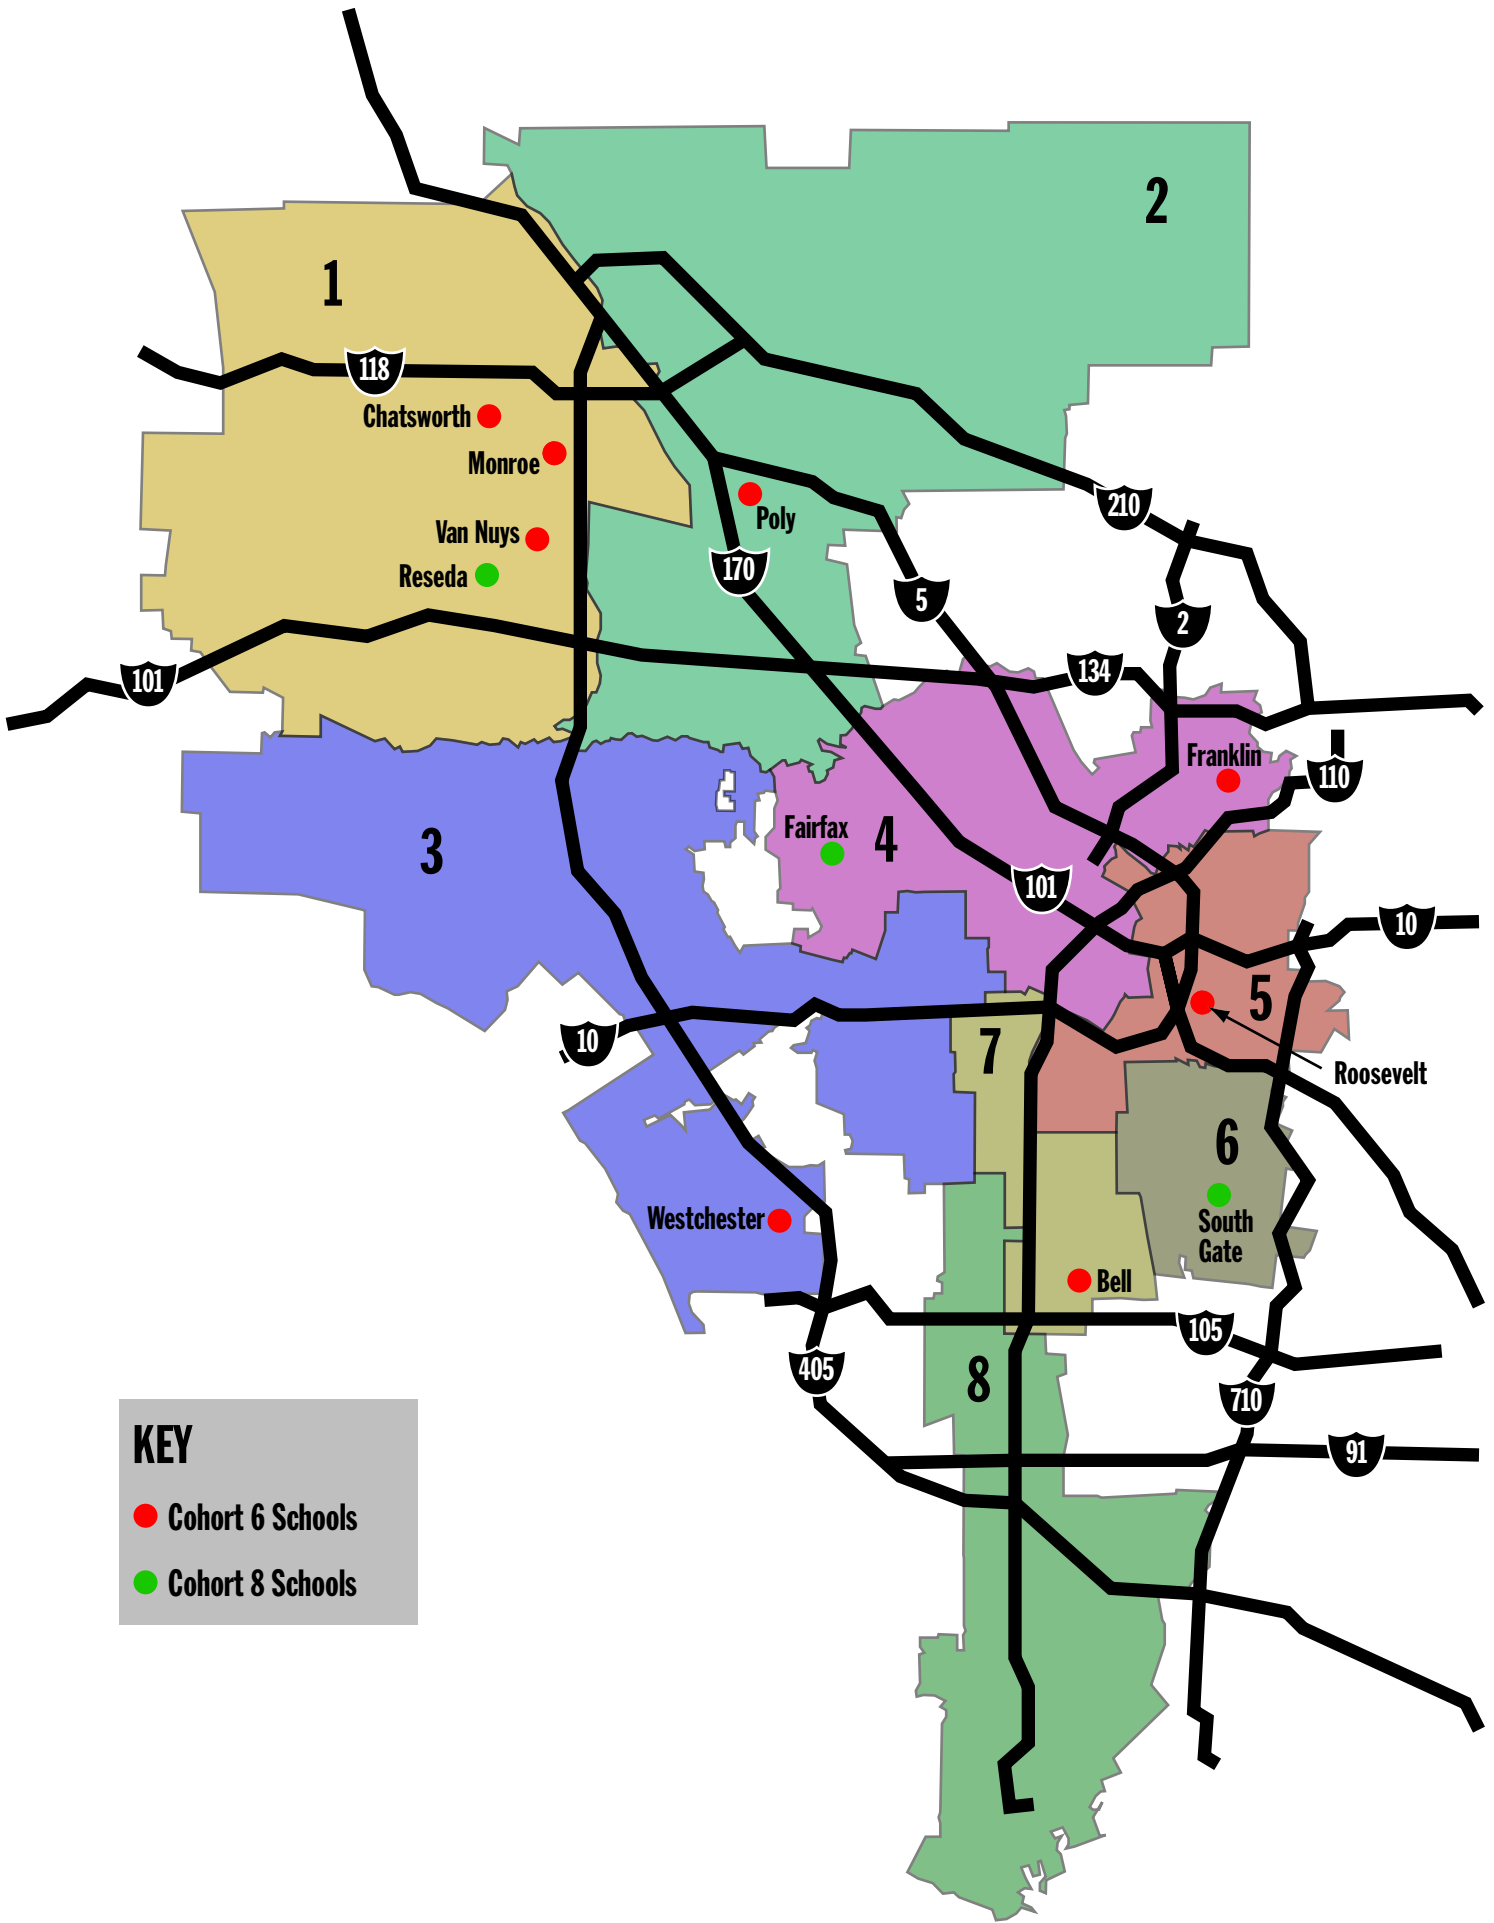 2
1
118
Chatsworth
Monroe
210
Poly
Van Nuys
170
Reseda
5
2
134
101
Franklin
110
Fairfax
4
3
101
10
5
10
7
Roosevelt
6
Westchester
South
Gate
Bell
105
405
8
710
KEY
91
Cohort 6 Schools
Cohort 8 Schools